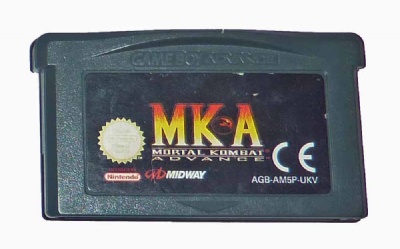 GAME BOY ADVANCE
MK A
MORTAL KOMBAT
ADVANCE
Nintendo
MIDWAY
CE
AGB-AM5P-UKV